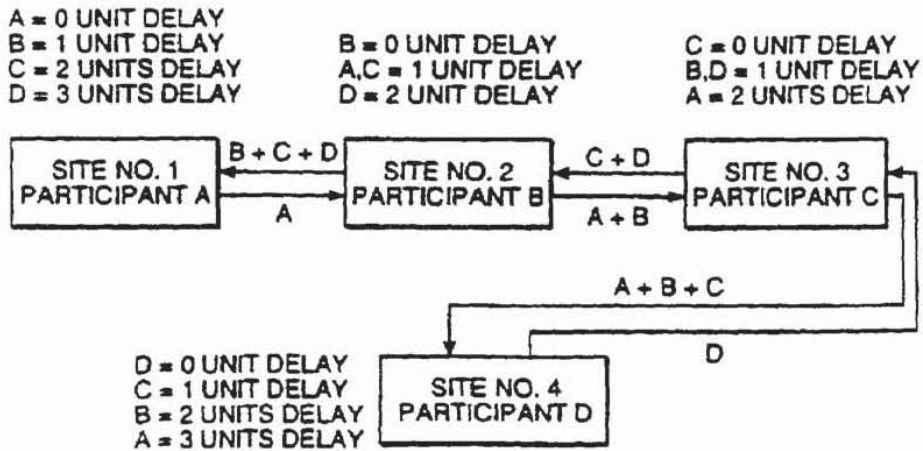 A = 0 UNIT DELAY
B = 1 UNIT DELAY
C = 2 UNITS DELAY
D = 3 UNITS DELAY
B = 0 UNIT DELAY
A,C = 1 UNIT DELAY
D = 2 UNIT DELAY
C = 0 UNIT DELAY
B,D = 1 UNIT DELAY
A = 2 UNITS DELAY
SITE NO. 1
PARTICIPANT A
B + C + D
A
SITE NO. 2
PARTICIPANT B
C + D
A + B
SITE NO. 3
PARTICIPANT C
A + B + C
D
D = 0 UNIT DELAY
C = 1 UNIT DELAY
B = 2 UNITS DELAY
A = 3 UNITS DELAY
SITE NO. 4
PARTICIPANT D